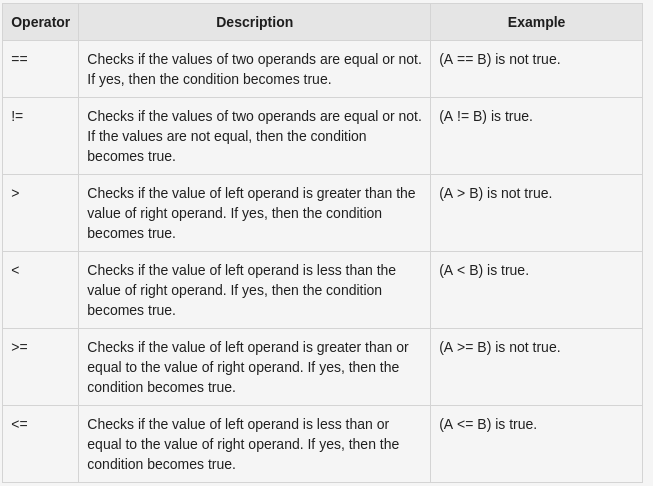 Operator Description Example
== Checks if the values of two operands are equal or not. (A == B) is not true.
If yes, then the condition becomes true.
!= Checks if the values of two operands are equal or not. (A != B) is true.
If the values are not equal, then the condition
becomes true.
> Checks if the value of left operand is greater than the (A > B) is not true.
value of right operand. If yes, then the condition
becomes true.
< Checks if the value of left operand is less than the (A < B) is true.
value of right operand. If yes, then the condition
becomes true.
>= Checks if the value of left operand is greater than or (A >= B) is not true.
equal to the value of right operand. If yes, then the
condition becomes true.
<= Checks if the value of left operand is less than or (A <= B) is true.
equal to the value of right operand. If yes, then the
condition becomes true.